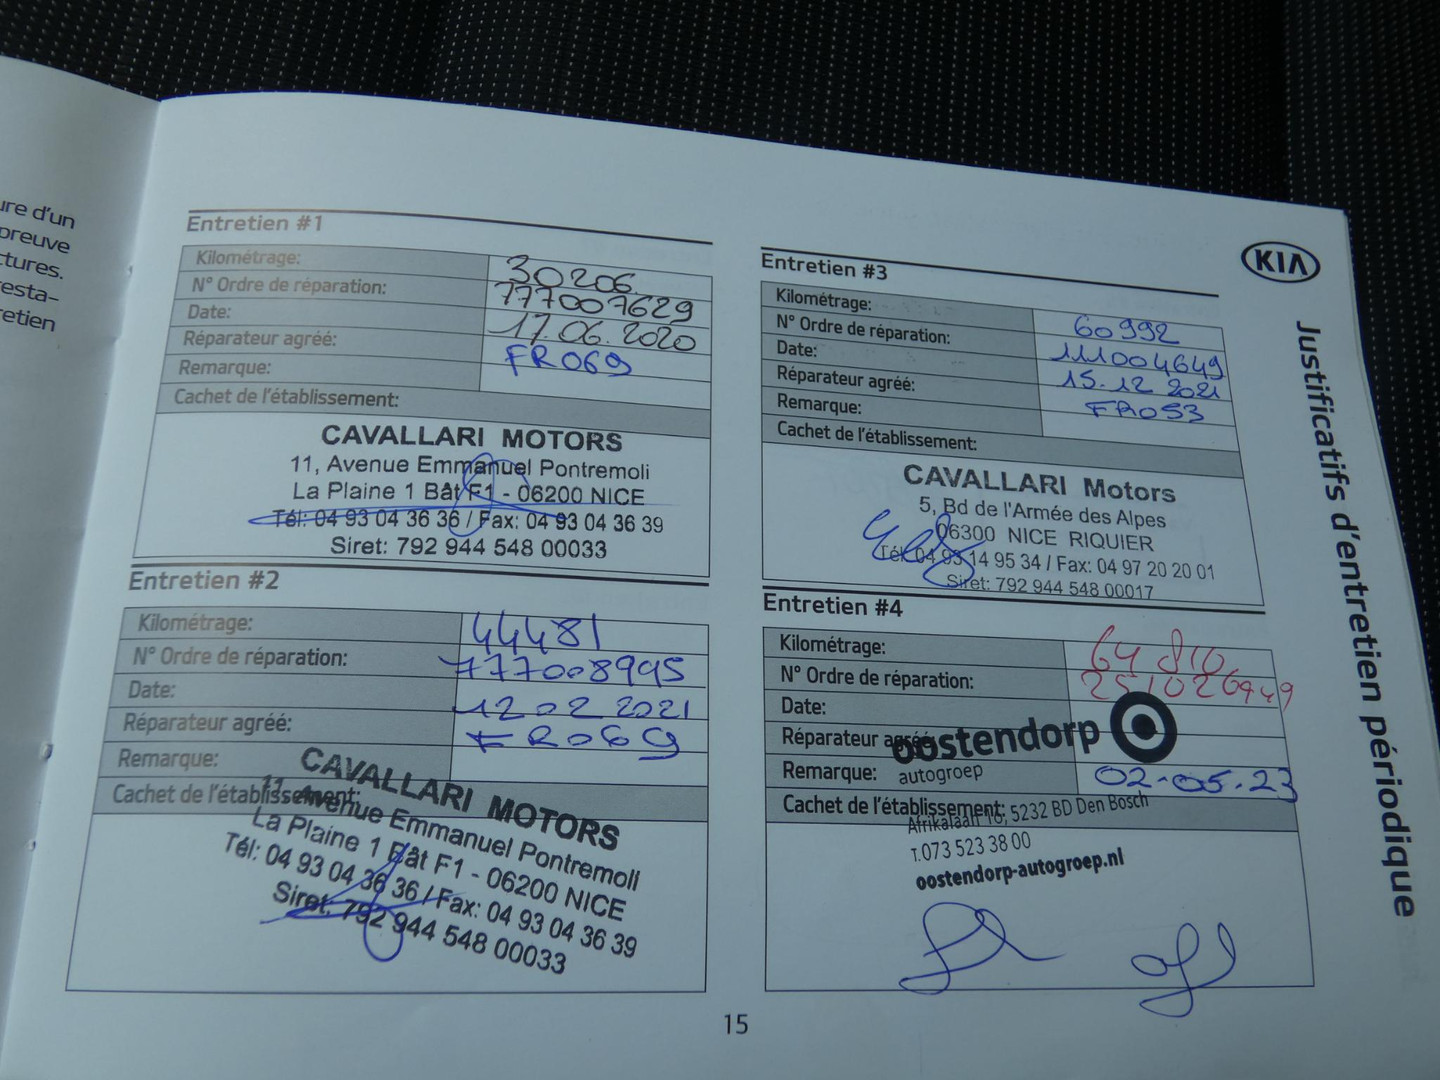 ure d'un
preuve
ctures.
esta-
retien
KIA
Justificatifs d'entretien périodique
Entretien #1
Kilométrage: 30206
N° Ordre de réparation: 777007629
Date: 17.06.2020
Réparateur agréé: FR069
Remarque:
Cachet de l'établissement:
CAVALLARI MOTORS
11, Avenue Emmanuel Pontremoli
La Plaine 1 Bât F1 - 06200 NICE
Tél: 04 93 04 36 36 / Fax: 04 93 04 36 39
Siret: 792 944 548 00033
Entretien #2
Kilométrage: 44481
N° Ordre de réparation: 777008995
Date: 12 02 2021
Réparateur agréé: FR069
Remarque:
Cachet de l'établissement:
CAVALLARI MOTORS
11, Avenue Emmanuel Pontremoli
La Plaine 1 Bât F1 - 06200 NICE
Tél: 04 93 04 36 36 / Fax: 04 93 04 36 39
Siret: 792 944 548 00033
Entretien #3
Kilométrage: 60992
N° Ordre de réparation: 111004649
Date: 15.12 2021
Réparateur agréé: FR053
Remarque:
Cachet de l'établissement:
CAVALLARI Motors
5, Bd de l'Armée des Alpes
06300 NICE RIQUIER
Tél: 04 93 14 95 34 / Fax: 04 97 20 20 01
Siret: 792 944 548 00017
Entretien #4
Kilométrage: 64 810
N° Ordre de réparation:
Date:
Réparateur agréé:
oostendorp
autogroep
Remarque: 02-05.23
Cachet de l'établissement:
Afrikalaan 16, 5232 BD Den Bosch
T.073 523 38 00
oostendorp-autogroep.nl
15